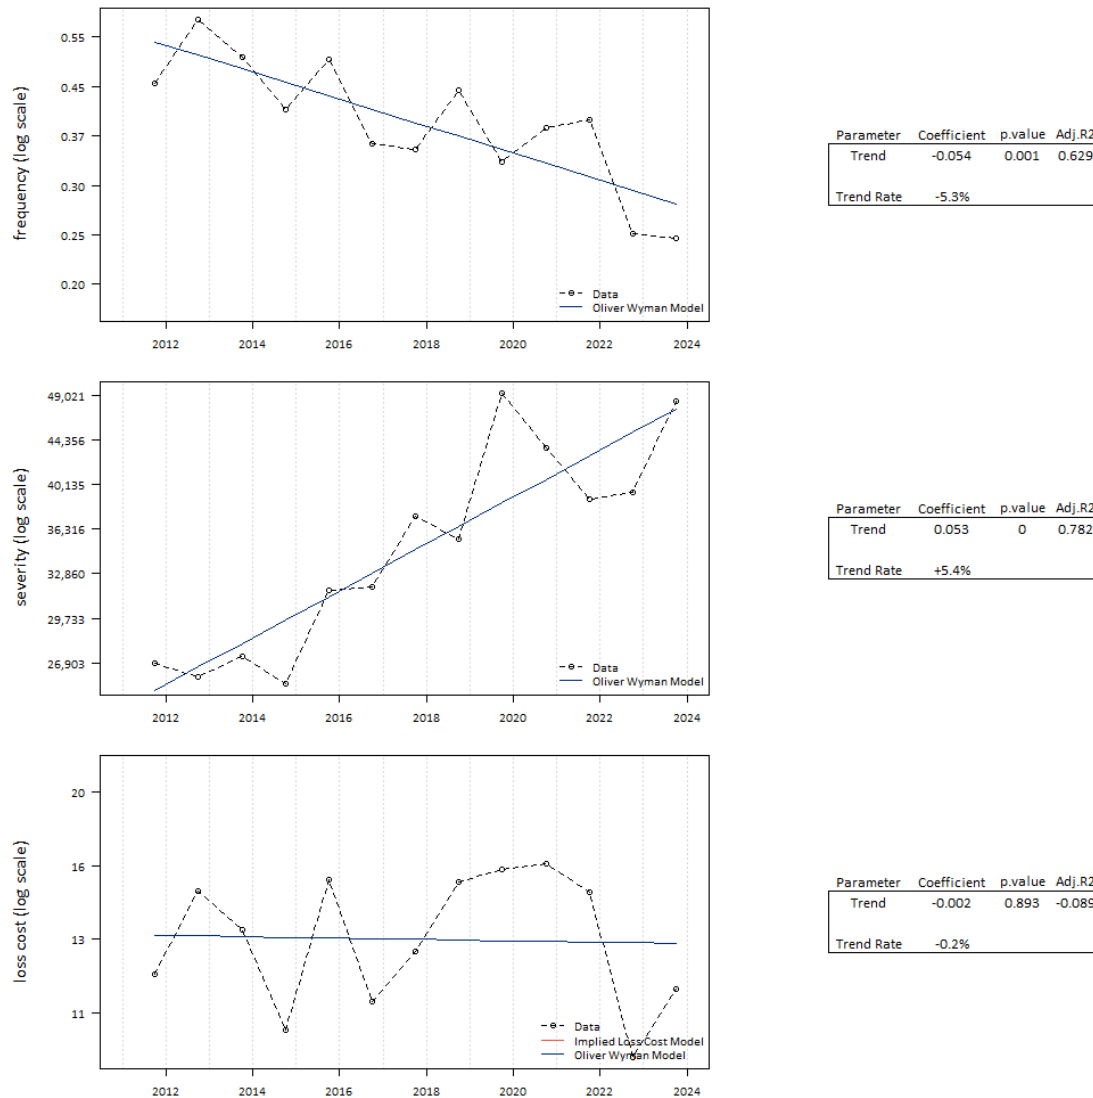 frequency (log scale)
0.55
0.45
0.37
0.30
0.25
0.20
Data
Oliver Wyman Model
2012 2014 2016 2018 2020 2022 2024
Parameter Coefficient p.value Adj.R2
Trend -0.054 0.001 0.629
Trend Rate -5.3%
severity (log scale)
49,021
44,356
40,135
36,316
32,860
29,733
26,903
Data
Oliver Wyman Model
2012 2014 2016 2018 2020 2022 2024
Parameter Coefficient p.value Adj.R2
Trend 0.053 0 0.782
Trend Rate +5.4%
loss cost (log scale)
20
16
13
11
Data
Implied Loss Cost Model
Oliver Wyman Model
2012 2014 2016 2018 2020 2022 2024
Parameter Coefficient p.value Adj.R2
Trend -0.002 0.893 -0.089
Trend Rate -0.2%